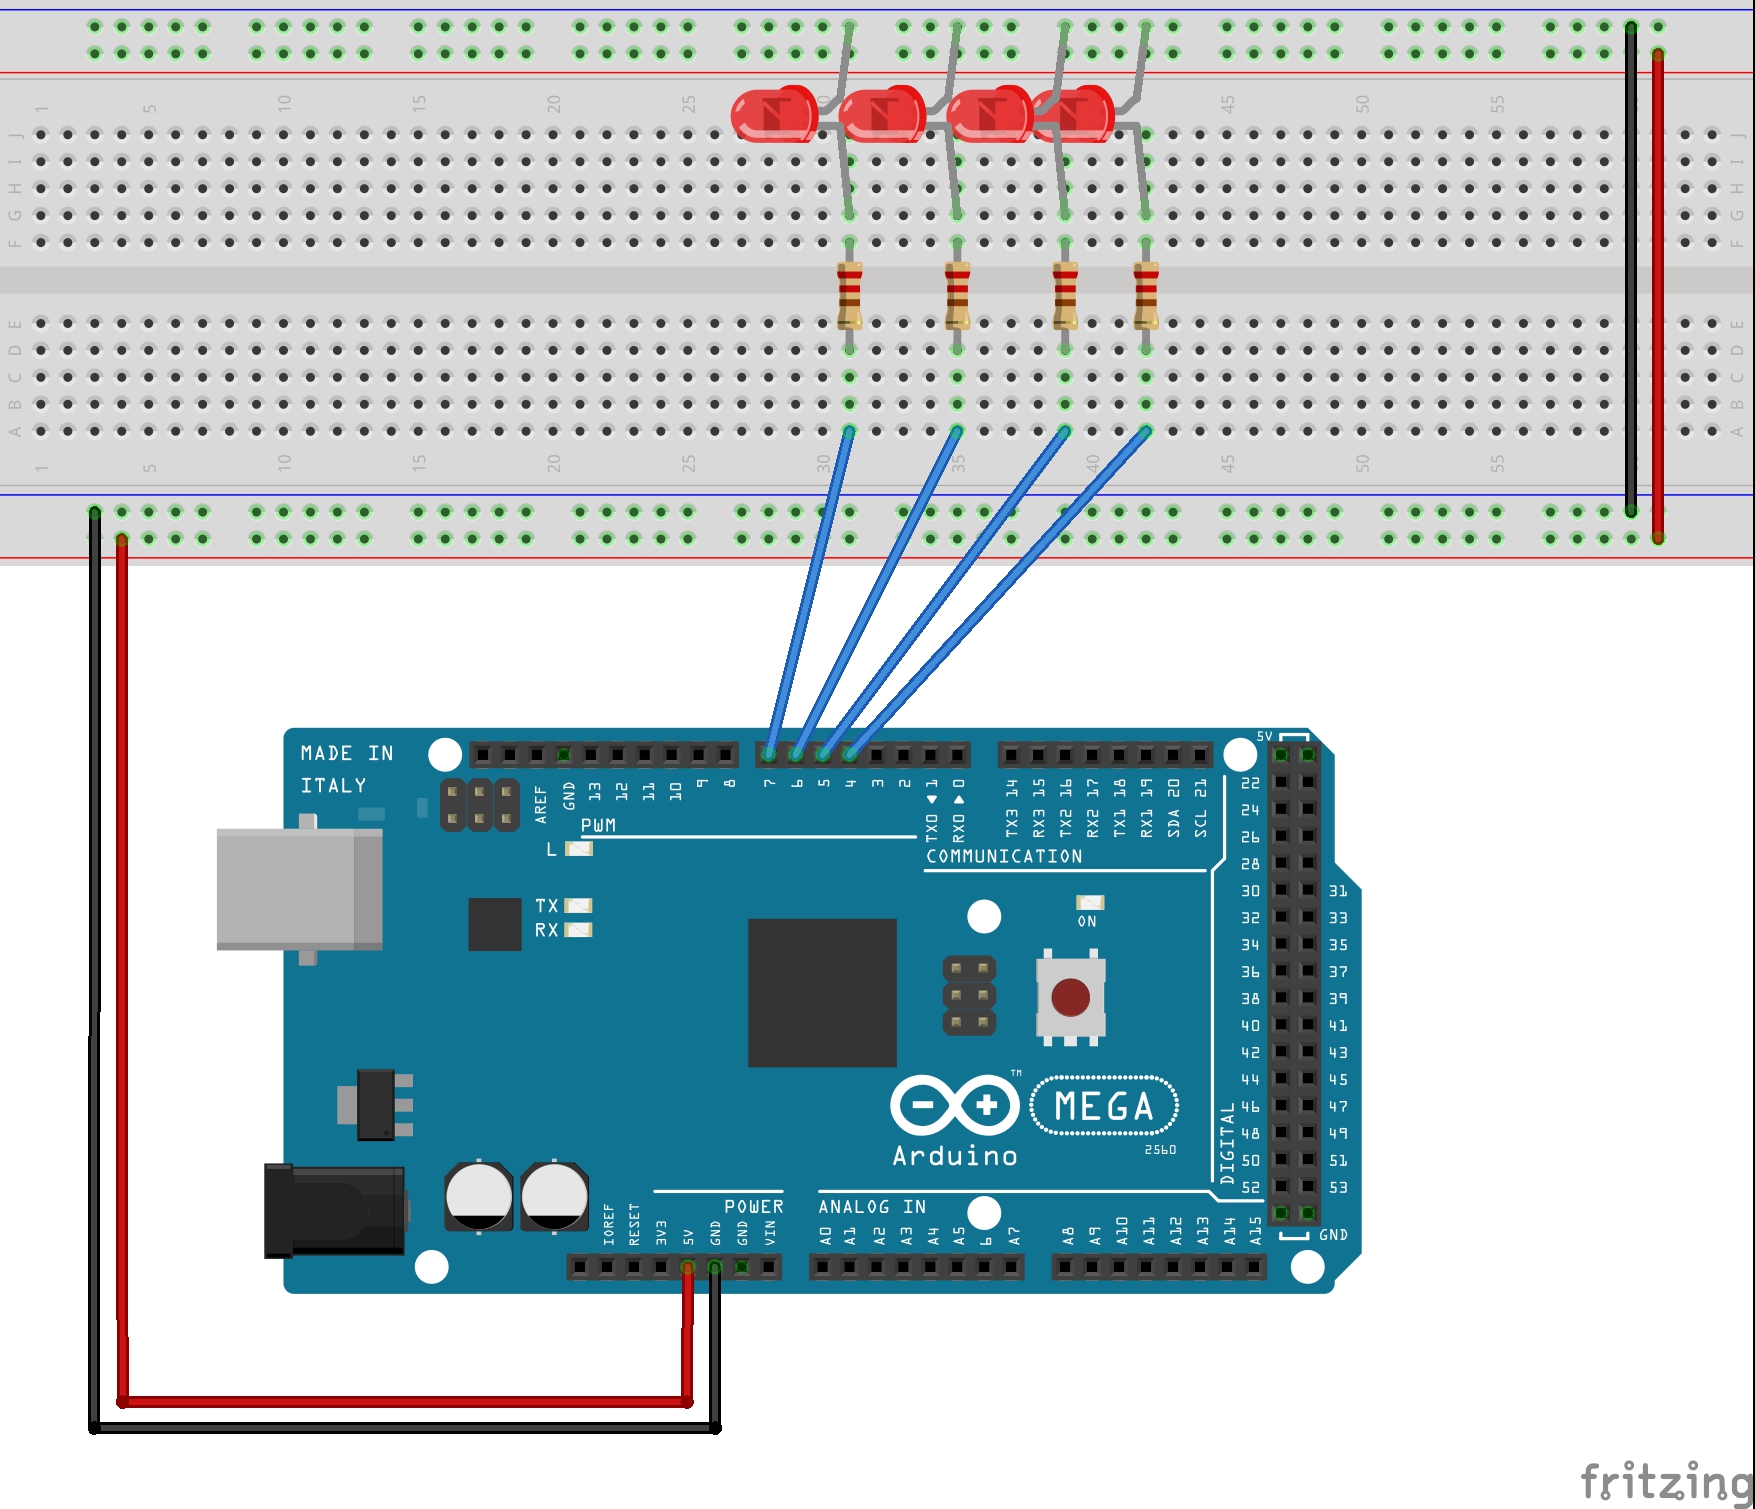 1 5 10 15 20 25 30 35 40 45 50 55
J J
I I
H H
G G
F F
E E
D D
C C
B B
A A
1 5 10 15 20 25 30 35 40 45 50 55
MADE IN
ITALY
AREF GND 13 12 11 10 9 8 7 6 5 4 3 2 TX0 1 RX0 0 TX3 14 RX3 15 TX2 16 RX2 17 TX1 18 RX1 19 SDA 20 SCL 21
PWM
COMMUNICATION
L
TX
RX
ON
5V
22
24
26
28
30 31
32 33
34 35
36 37
38 39
40 41
42 43
44 45
46 47
48 49
50 51
52 53
GND
DIGITAL
TM
MEGA
2560
Arduino
POWER
ANALOG IN
IOREF RESET 3V3 5V GND GND VIN A0 A1 A2 A3 A4 A5 6 A7 A8 A9 A10 A11 A12 A13 A14 A15
fritzing